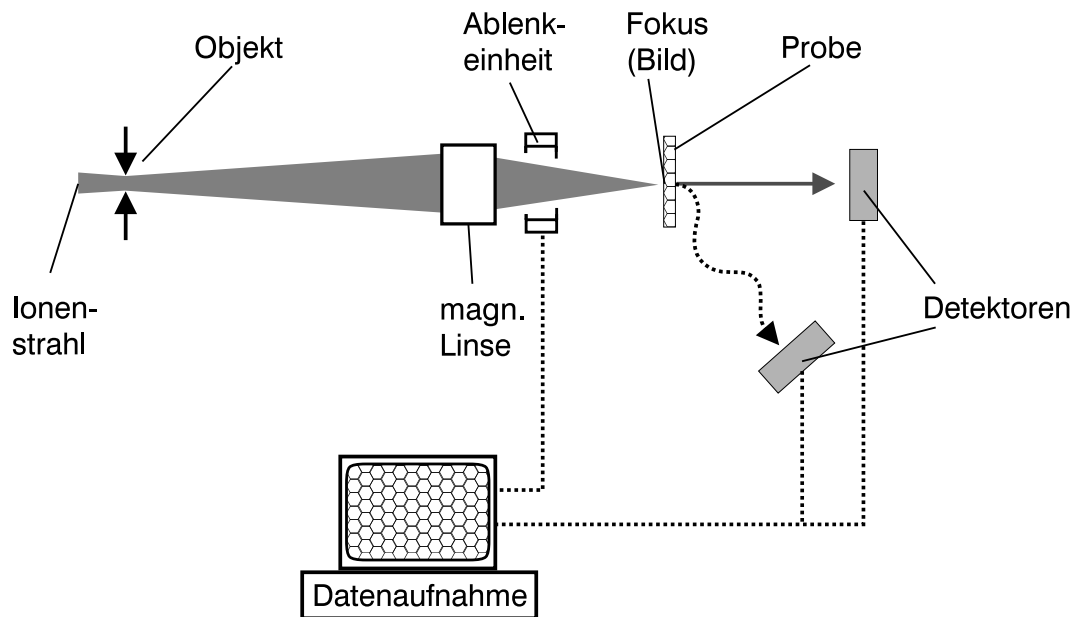 Objekt
Ablenk-
einheit
Fokus
(Bild)
Probe
Ionen-
strahl
magn.
Linse
Detektoren
Datenaufnahme